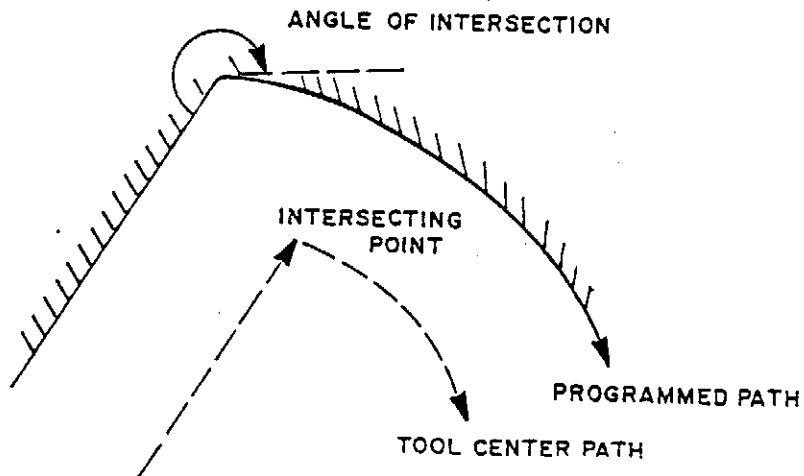 ANGLE OF INTERSECTION
INTERSECTING
POINT
PROGRAMMED PATH
TOOL CENTER PATH